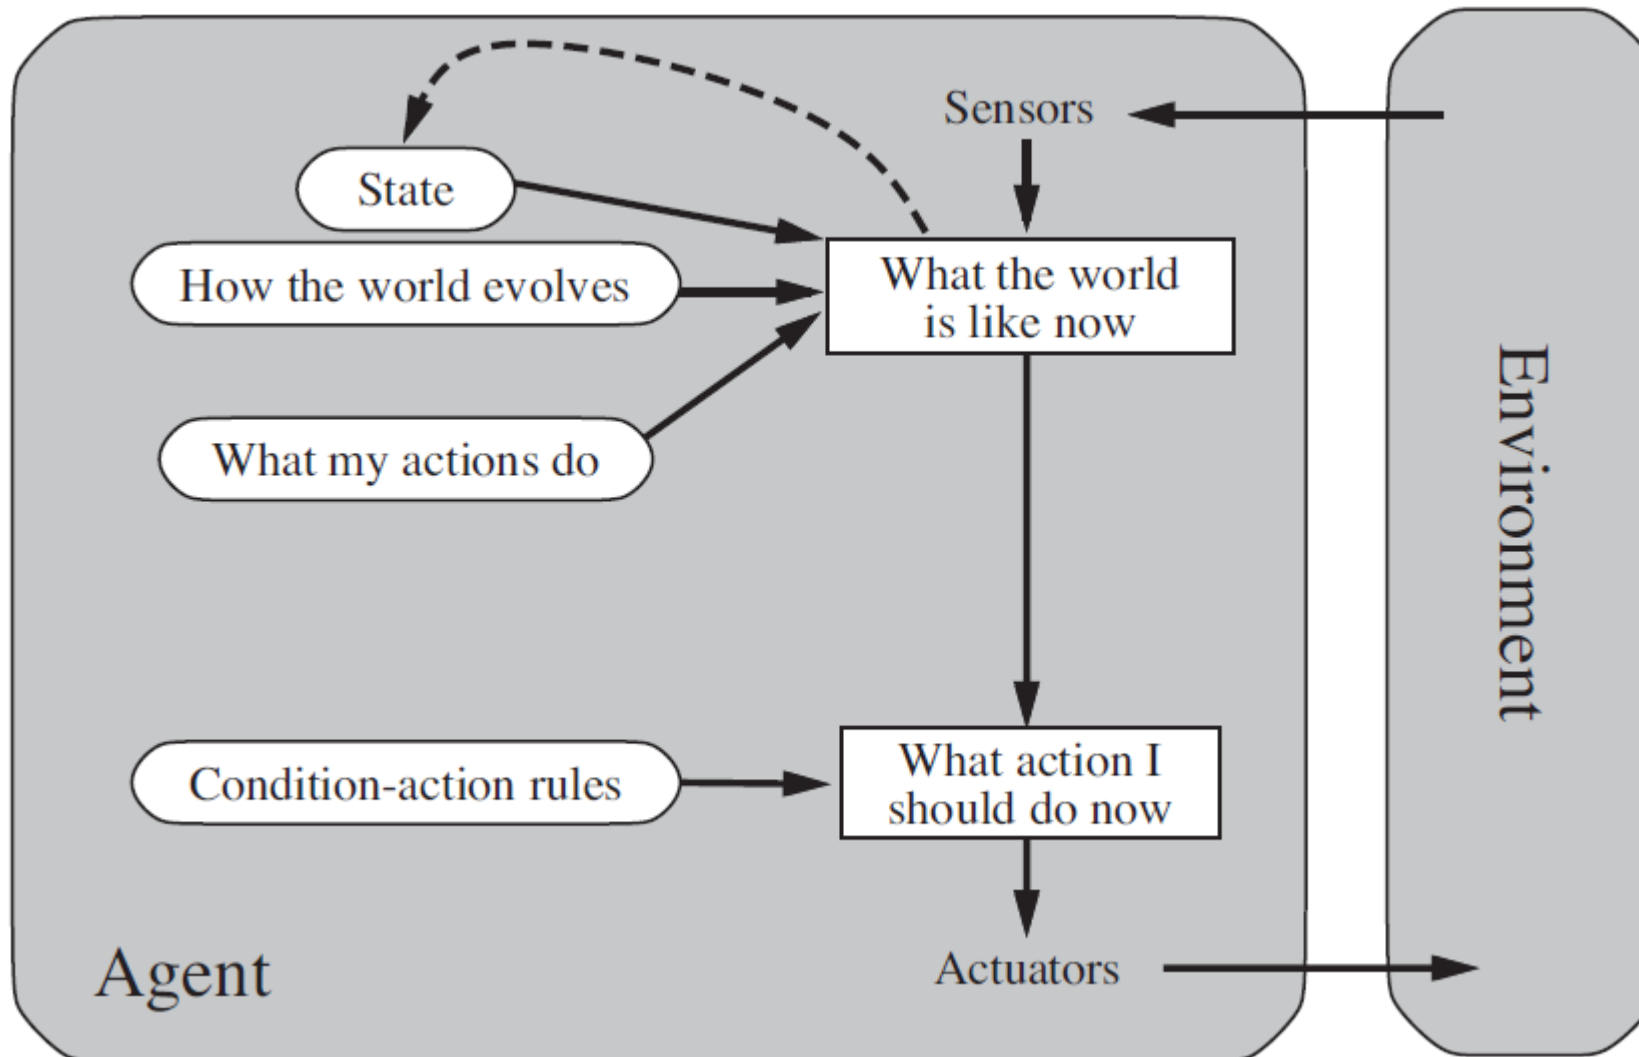 Sensors
State
How the world evolves
What the world
is like now
What my actions do
Condition-action rules
What action I
should do now
Agent
Actuators
Environment